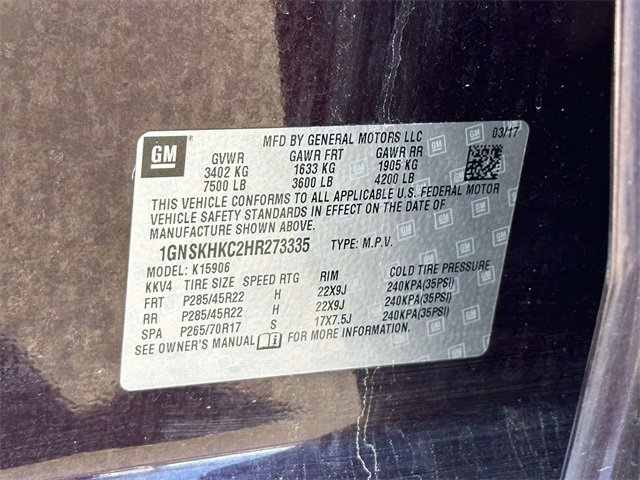 GM
MFD BY GENERAL MOTORS LLC 03/17
GVWR GAWR FRT GAWR RR
3402 KG 1633 KG 1905 KG
7500 LB 3600 LB 4200 LB
THIS VEHICLE CONFORMS TO ALL APPLICABLE U.S. FEDERAL MOTOR
VEHICLE SAFETY STANDARDS IN EFFECT ON THE DATE OF
MANUFACTURE SHOWN ABOVE.
1GNSKHKC2HR273335 TYPE: M.P.V.
MODEL: K15906
KKV4 TIRE SIZE SPEED RTG RIM COLD TIRE PRESSURE
FRT P285/45R22 H 22X9J 240KPA(35PSI)
RR P285/45R22 H 22X9J 240KPA(35PSI)
SPA P265/70R17 S 17X7.5J 240KPA(35PSI)
SEE OWNER'S MANUAL FOR MORE INFORMATION.